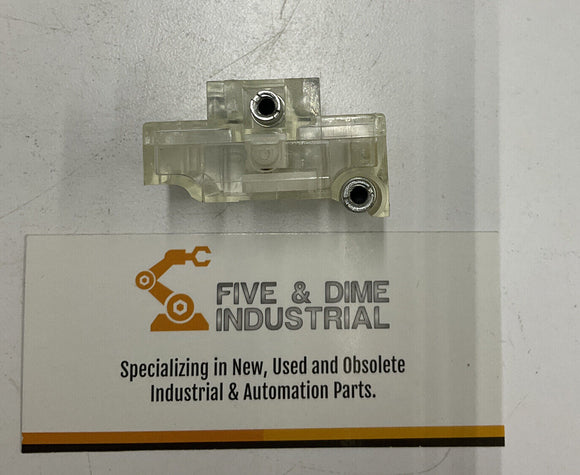 FIVE & DIME
INDUSTRIAL
Specializing in New, Used and Obsolete
Industrial & Automation Parts.